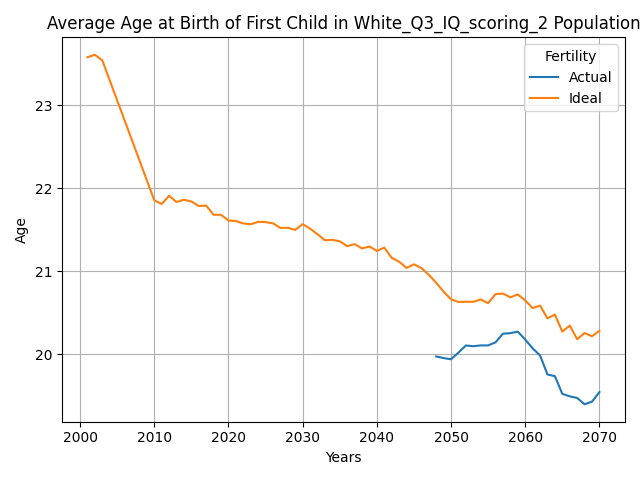 Average Age at Birth of First Child in White_Q3_IQ_scoring_2 Population
Fertility
Actual
Ideal
23
22
21
20
Age
2000 2010 2020 2030 2040 2050 2060 2070
Years